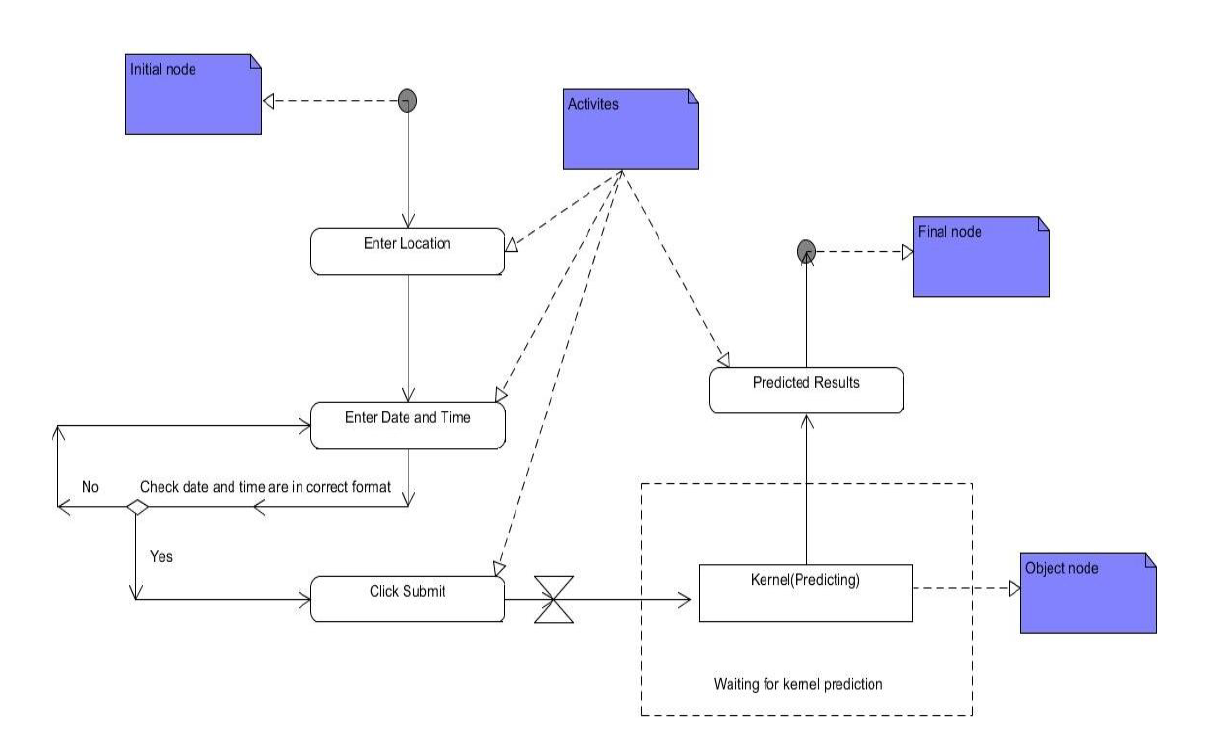 Initial node
Activites
Final node
Enter Location
Predicted Results
Enter Date and Time
No
Check date and time are in correct format
Yes
Click Submit
Kernel(Predicting)
Object node
Waiting for kernel prediction